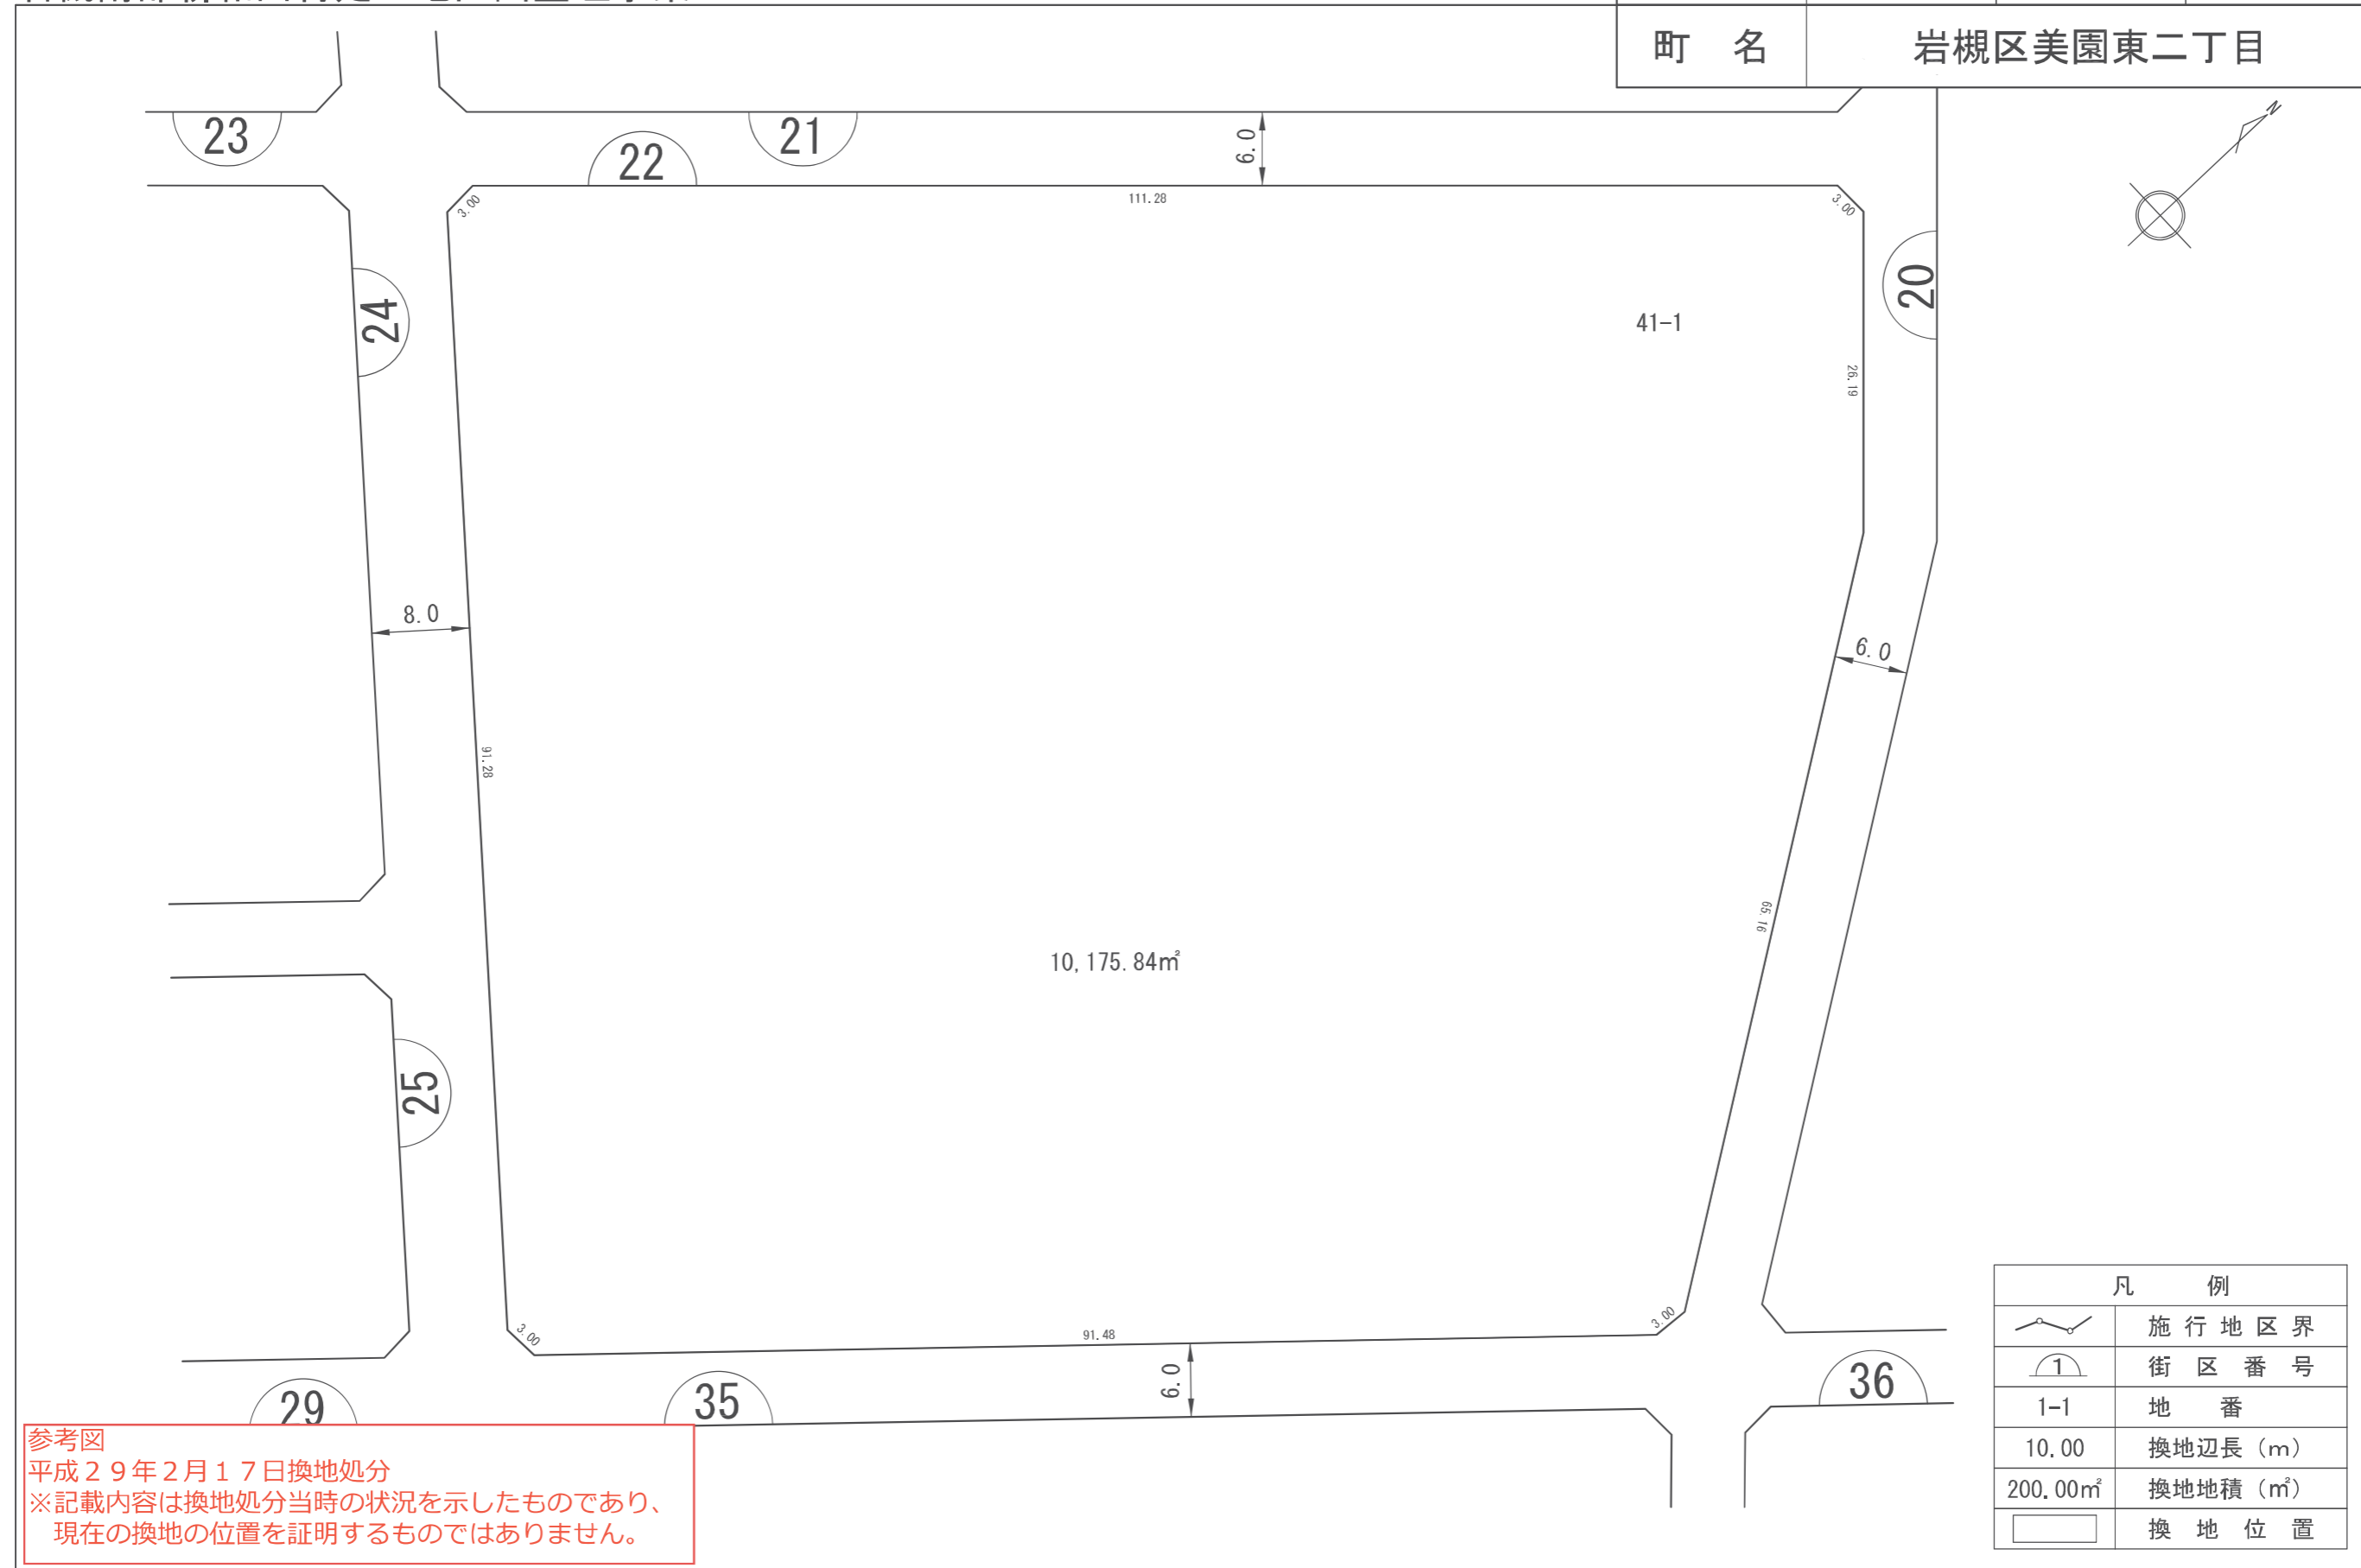 町 名
岩槻区美園東二丁目
23
21
22
6.0
N
3.00
111.28
3.00
20
24
41-1
26.19
8.0
6.0
91.28
65.16
10,175.84㎡
25
3.00
91.48
3.00
6.0
29
35
36
参考図
平成29年2月17日換地処分
※記載内容は換地処分当時の状況を示したものであり、
現在の換地の位置を証明するものではありません。
凡 例
施行地区界
1 街区番号
1-1 地番
10.00 換地辺長(m)
200.00㎡ 換地地積(㎡)
換地位置